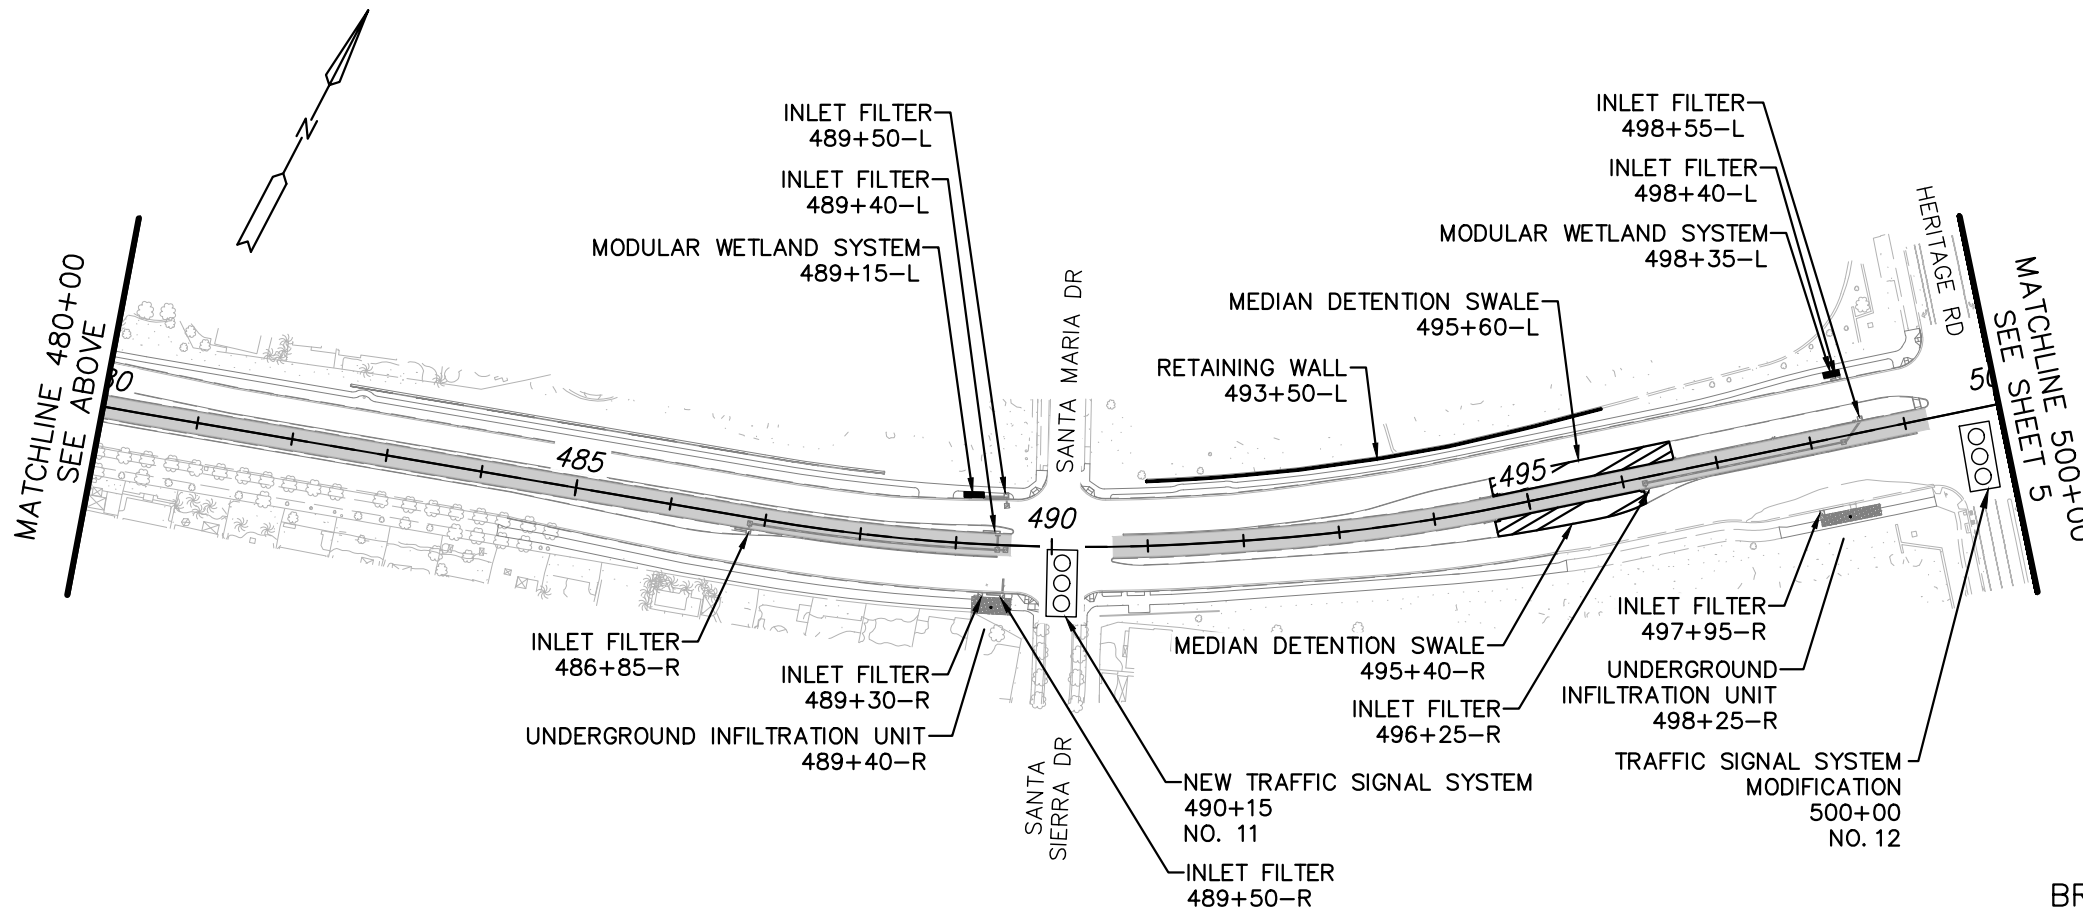 N
INLET FILTER
489+50-L
INLET FILTER
489+40-L
MODULAR WETLAND SYSTEM
489+15-L
INLET FILTER
498+55-L
INLET FILTER
498+40-L
MODULAR WETLAND SYSTEM
498+35-L
MEDIAN DETENTION SWALE
495+60-L
RETAINING WALL
493+50-L
MATCHLINE 480+00
SEE ABOVE
SANTA MARIA DR
HERITAGE RD
MATCHLINE 500+00
SEE SHEET 5
80
485
490
495
50
INLET FILTER
486+85-R
INLET FILTER
489+30-R
UNDERGROUND INFILTRATION UNIT
489+40-R
SANTA
SIERRA DR
NEW TRAFFIC SIGNAL SYSTEM
490+15
NO. 11
INLET FILTER
489+50-R
MEDIAN DETENTION SWALE
495+40-R
INLET FILTER
496+25-R
INLET FILTER
497+95-R
UNDERGROUND
INFILTRATION UNIT
498+25-R
TRAFFIC SIGNAL SYSTEM
MODIFICATION
500+00
NO. 12
BR